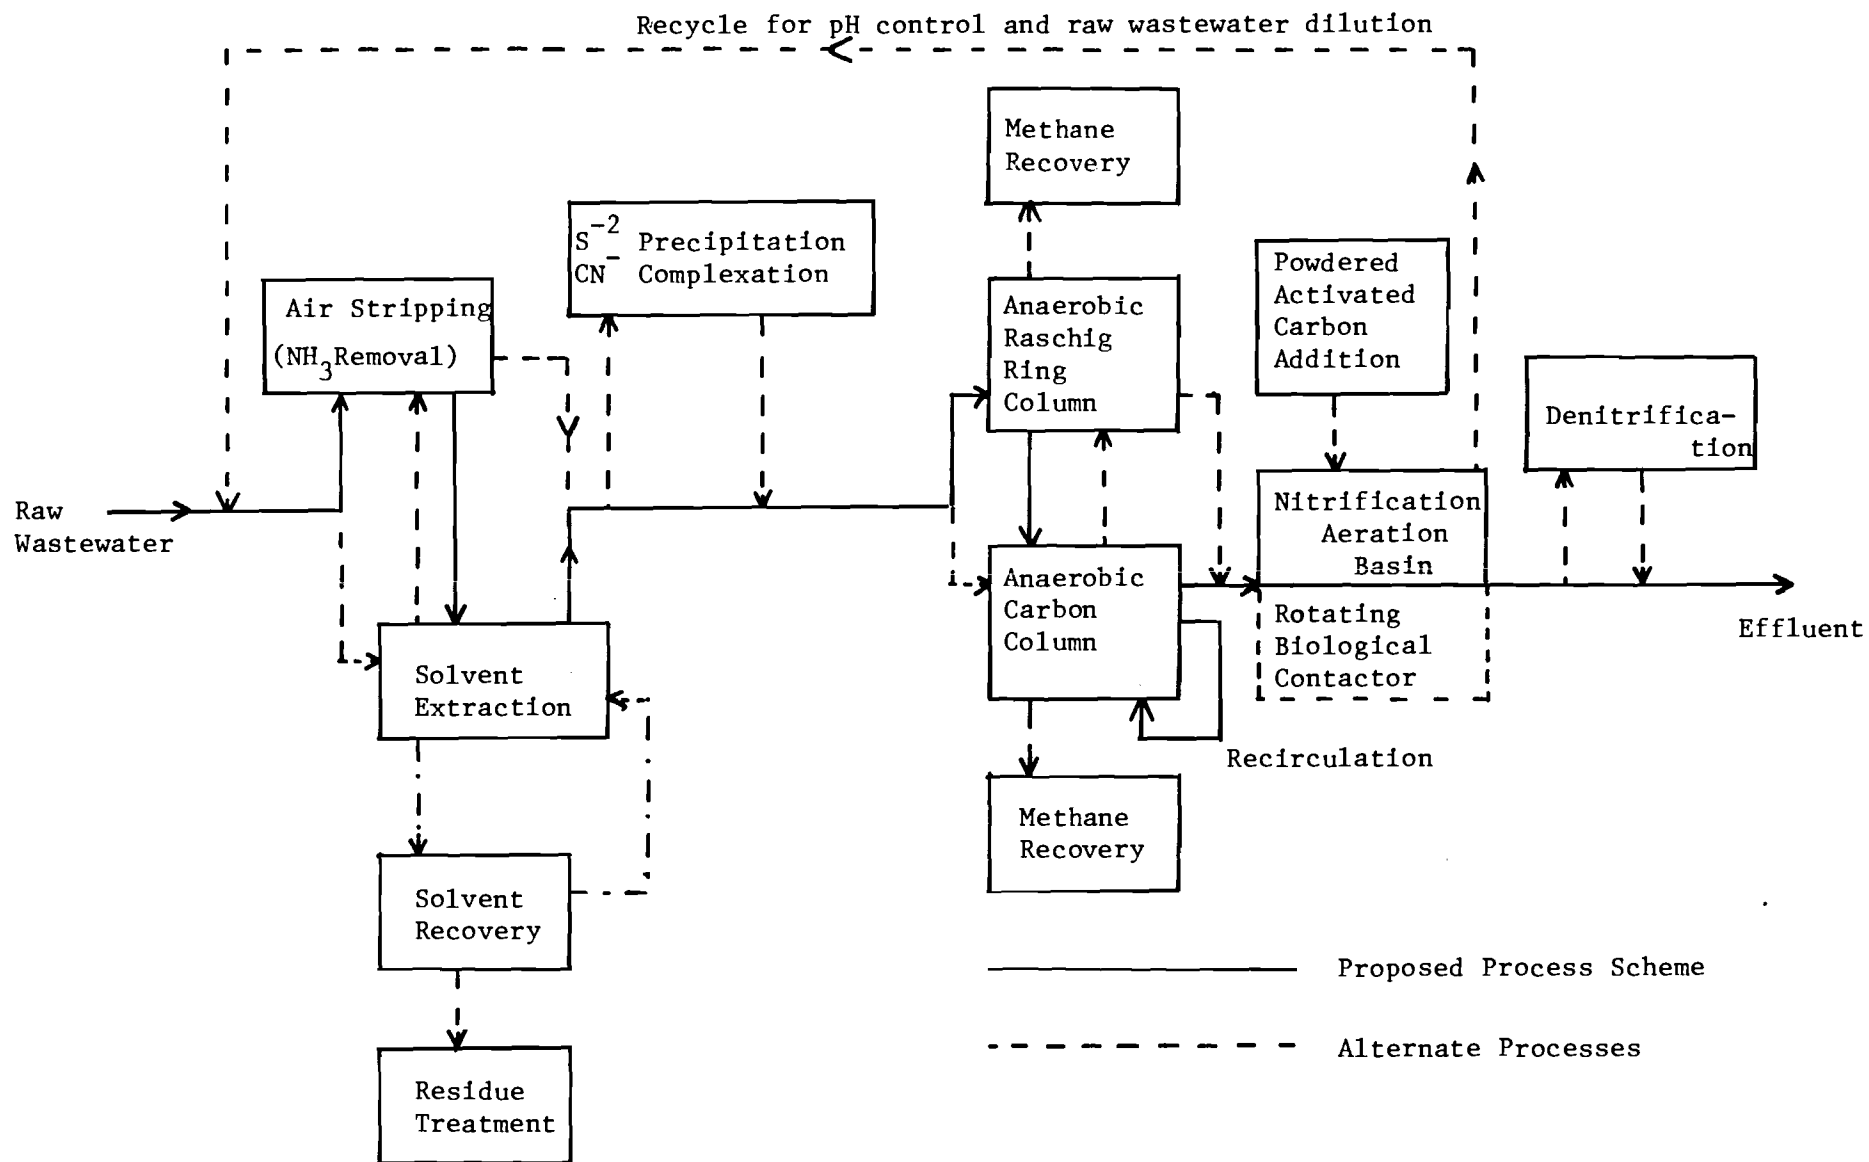 Recycle for pH control and raw wastewater dilution
Methane
Recovery
S⁻² Precipitation
CN⁻ Complexation
Air Stripping
(NH₃Removal)
Anaerobic
Raschig
Ring
Column
Powdered
Activated
Carbon
Addition
Denitrifica-
tion
Raw
Wastewater
Nitrification
Aeration
Basin
Anaerobic
Carbon
Column
Rotating
Biological
Contactor
Effluent
Solvent
Extraction
Recirculation
Methane
Recovery
Solvent
Recovery
Proposed Process Scheme
Alternate Processes
Residue
Treatment